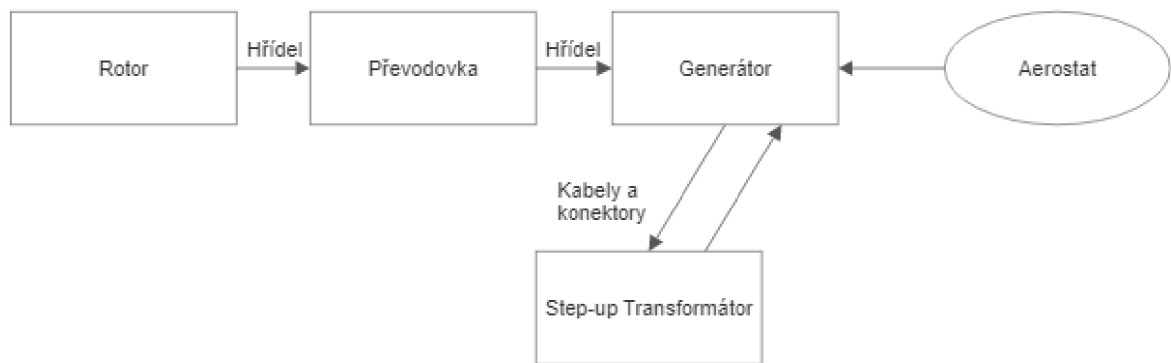 Hřídel
Hřídel
Rotor
Převodovka
Generátor
Aerostat
Kabely a
konektory
Step-up Transformátor